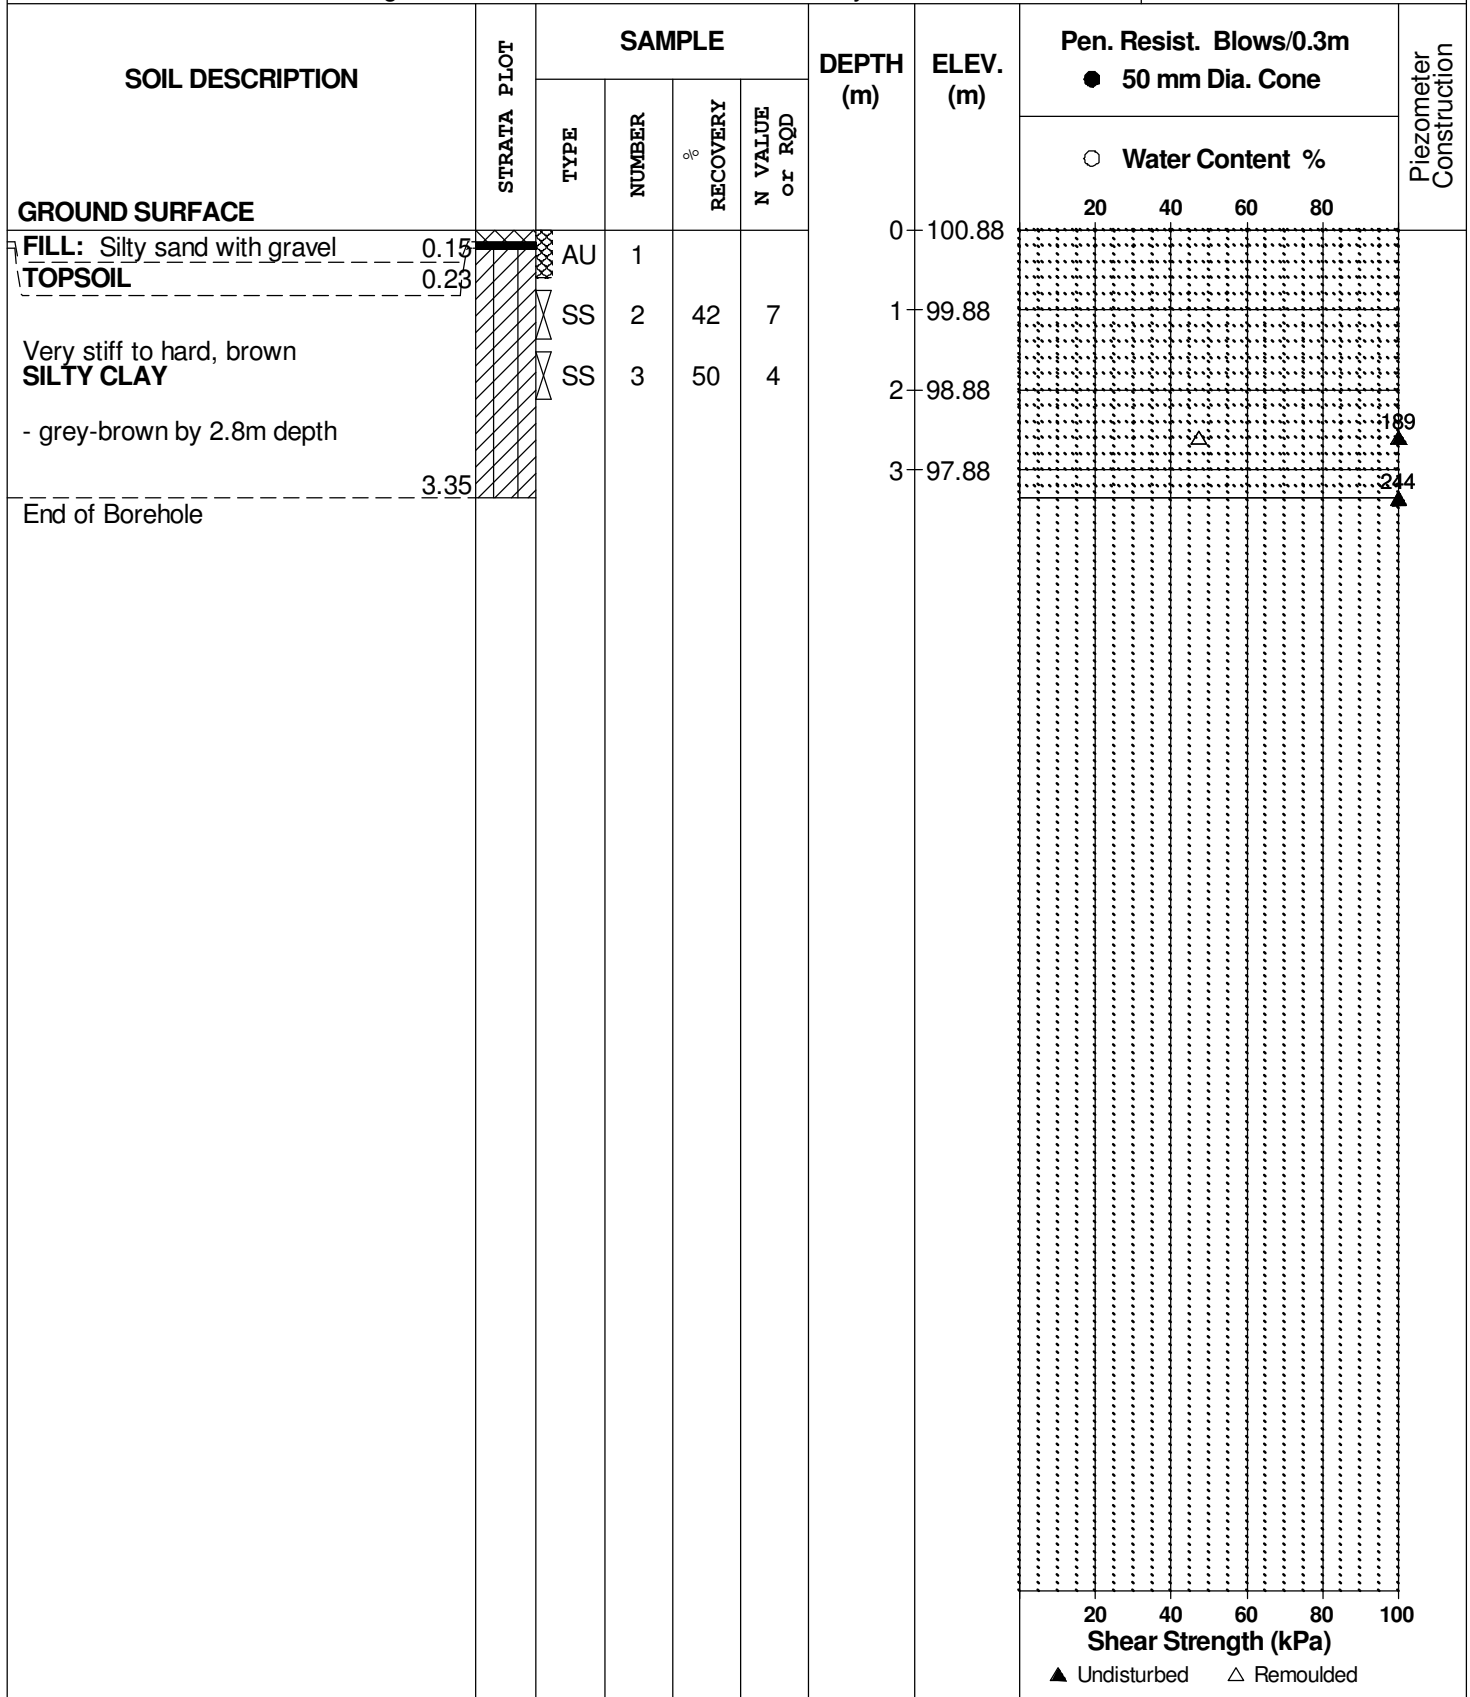 SOIL DESCRIPTION
STRATA PLOT
SAMPLE
TYPE
NUMBER
%
RECOVERY
N VALUE
or RQD
DEPTH
(m)
ELEV.
(m)
Pen. Resist. Blows/0.3m
● 50 mm Dia. Cone
○ Water Content %
20 40 60 80
Piezometer
Construction
GROUND SURFACE
0 100.88
FILL: Silty sand with gravel 0.15
AU 1
TOPSOIL 0.23
SS 2 42 7
1 99.88
Very stiff to hard, brown
SILTY CLAY
SS 3 50 4
2 98.88
- grey-brown by 2.8m depth
189
3 97.88
3.35
244
End of Borehole
20 40 60 80 100
Shear Strength (kPa)
▲ Undisturbed △ Remoulded